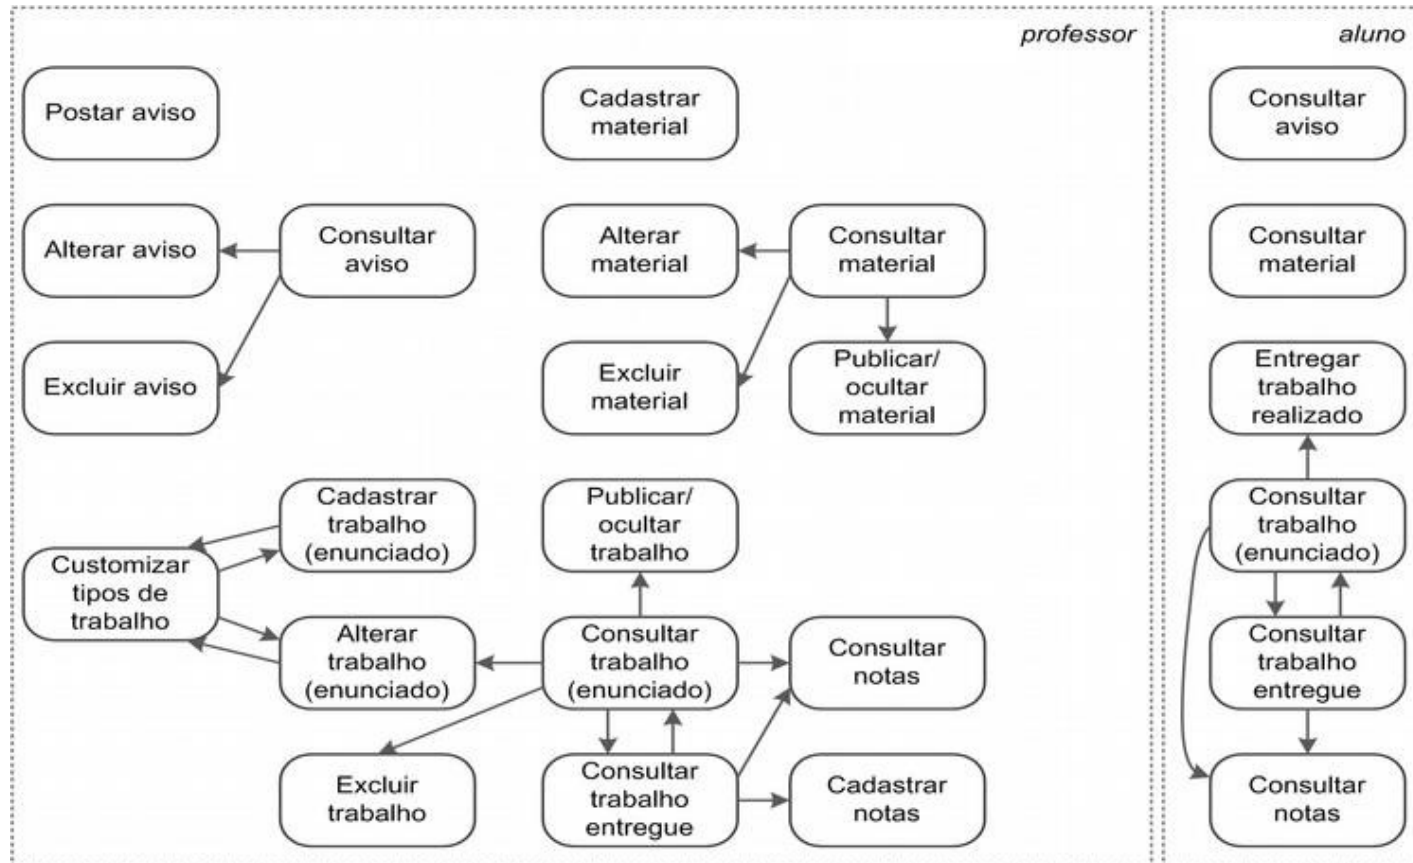 professor
aluno
Postar aviso
Cadastrar
material
Consultar
aviso
Alterar aviso
Consultar
aviso
Alterar
material
Consultar
material
Consultar
material
Excluir aviso
Excluir
material
Publicar/
ocultar
material
Entregar
trabalho
realizado
Cadastrar
trabalho
(enunciado)
Publicar/
ocultar
trabalho
Consultar
trabalho
(enunciado)
Customizar
tipos de
trabalho
Alterar
trabalho
(enunciado)
Consultar
trabalho
(enunciado)
Consultar
notas
Consultar
trabalho
entregue
Excluir
trabalho
Consultar
trabalho
entregue
Cadastrar
notas
Consultar
notas